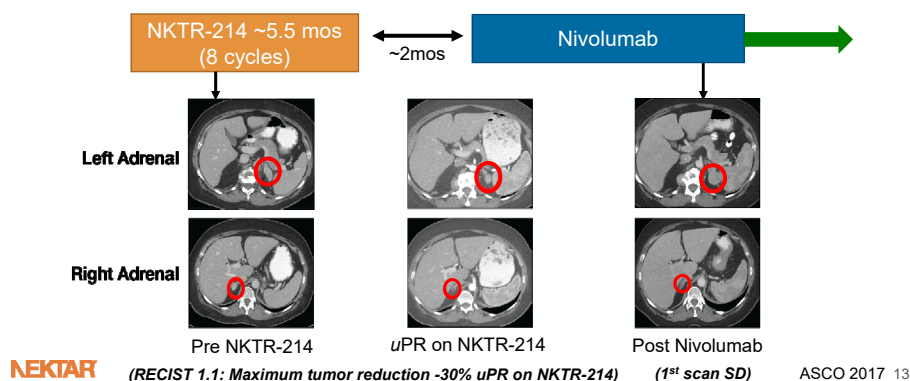 NKTR-214 ~5.5 mos
(8 cycles)
~2mos
Nivolumab
Left Adrenal
Right Adrenal
Pre NKTR-214
uPR on NKTR-214
Post Nivolumab
NEKTAR
(RECIST 1.1: Maximum tumor reduction -30% uPR on NKTR-214)
(1st scan SD)
ASCO 2017 13